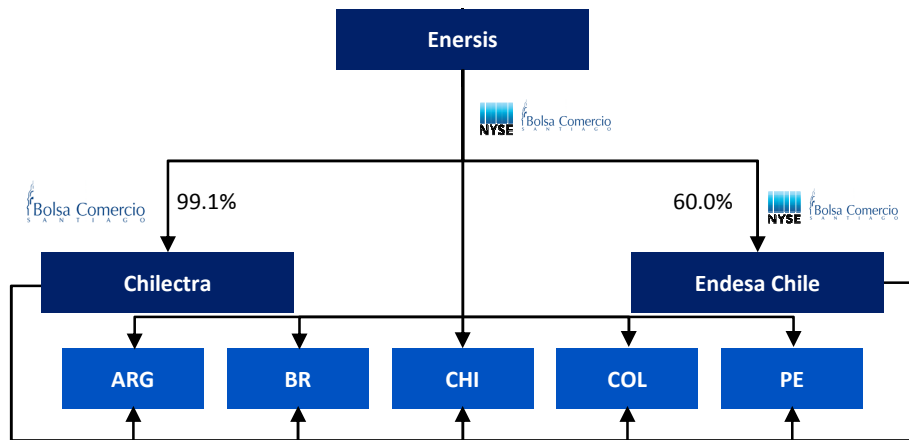 Enersis
NYSE Bolsa Comercio
SANTIAGO
Bolsa Comercio
SANTIAGO
99.1%
60.0%
NYSE Bolsa Comercio
SANTIAGO
Chilectra
Endesa Chile
ARG
BR
CHI
COL
PE